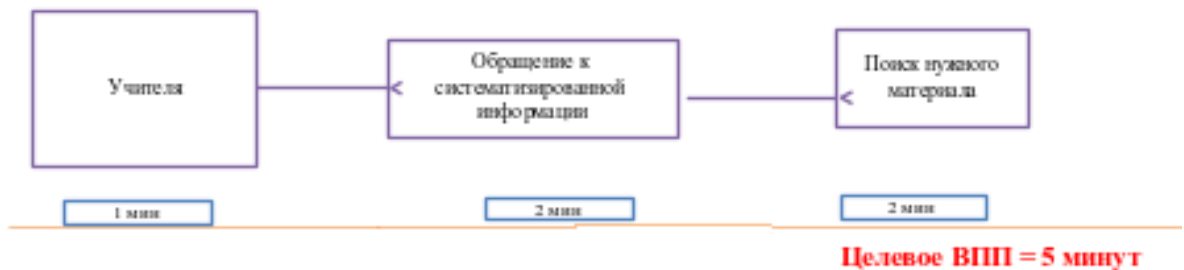 Учителя
Обращение к
систематизированной
информации
Поиск нужного
материала
1 мин
2 мин
2 мин
Целевое ВПП = 5 минут